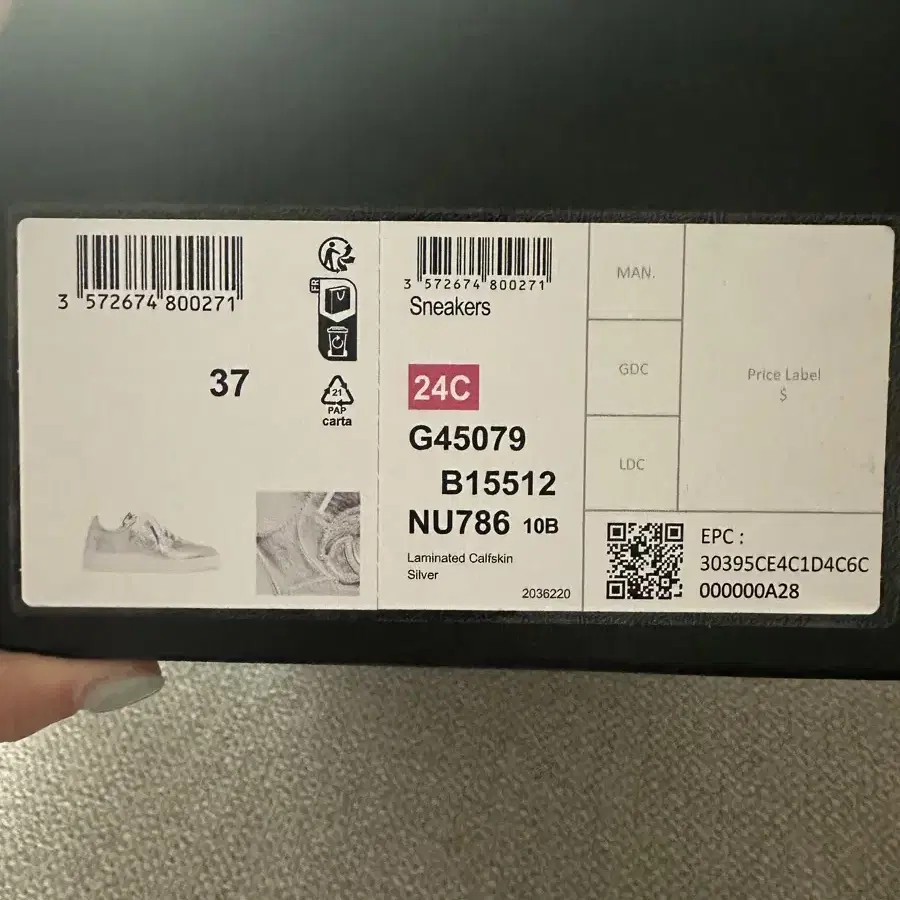 3 572674 800271
FR
37
21
PAP
carta
3 572674 800271
Sneakers
24C
G45079
B15512
NU786 10B
Laminated Calfskin
Silver
2036220
MAN.
GDC
LDC
Price Label
$
EPC :
30395CE4C1D4C6C
000000A28